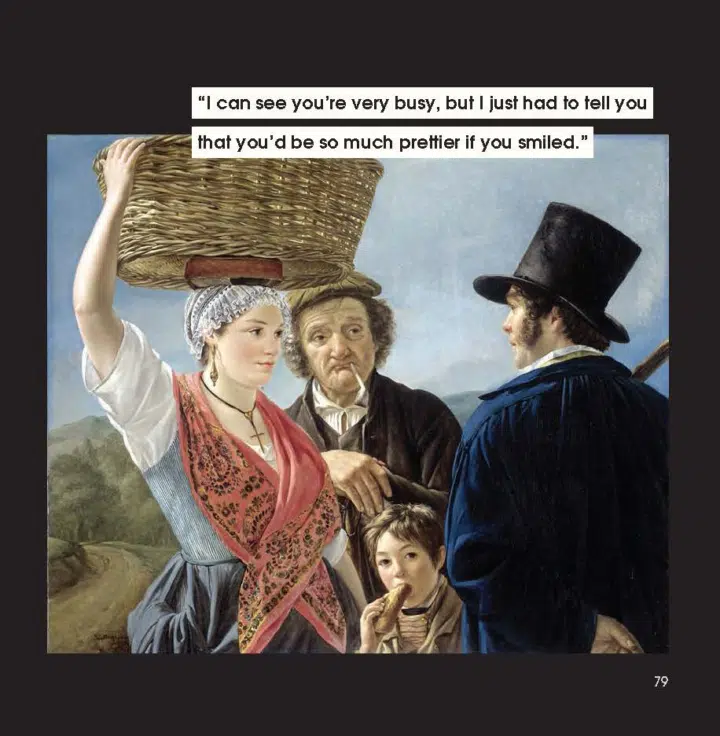 “I can see you’re very busy, but I just had to tell you
that you’d be so much prettier if you smiled.”
79